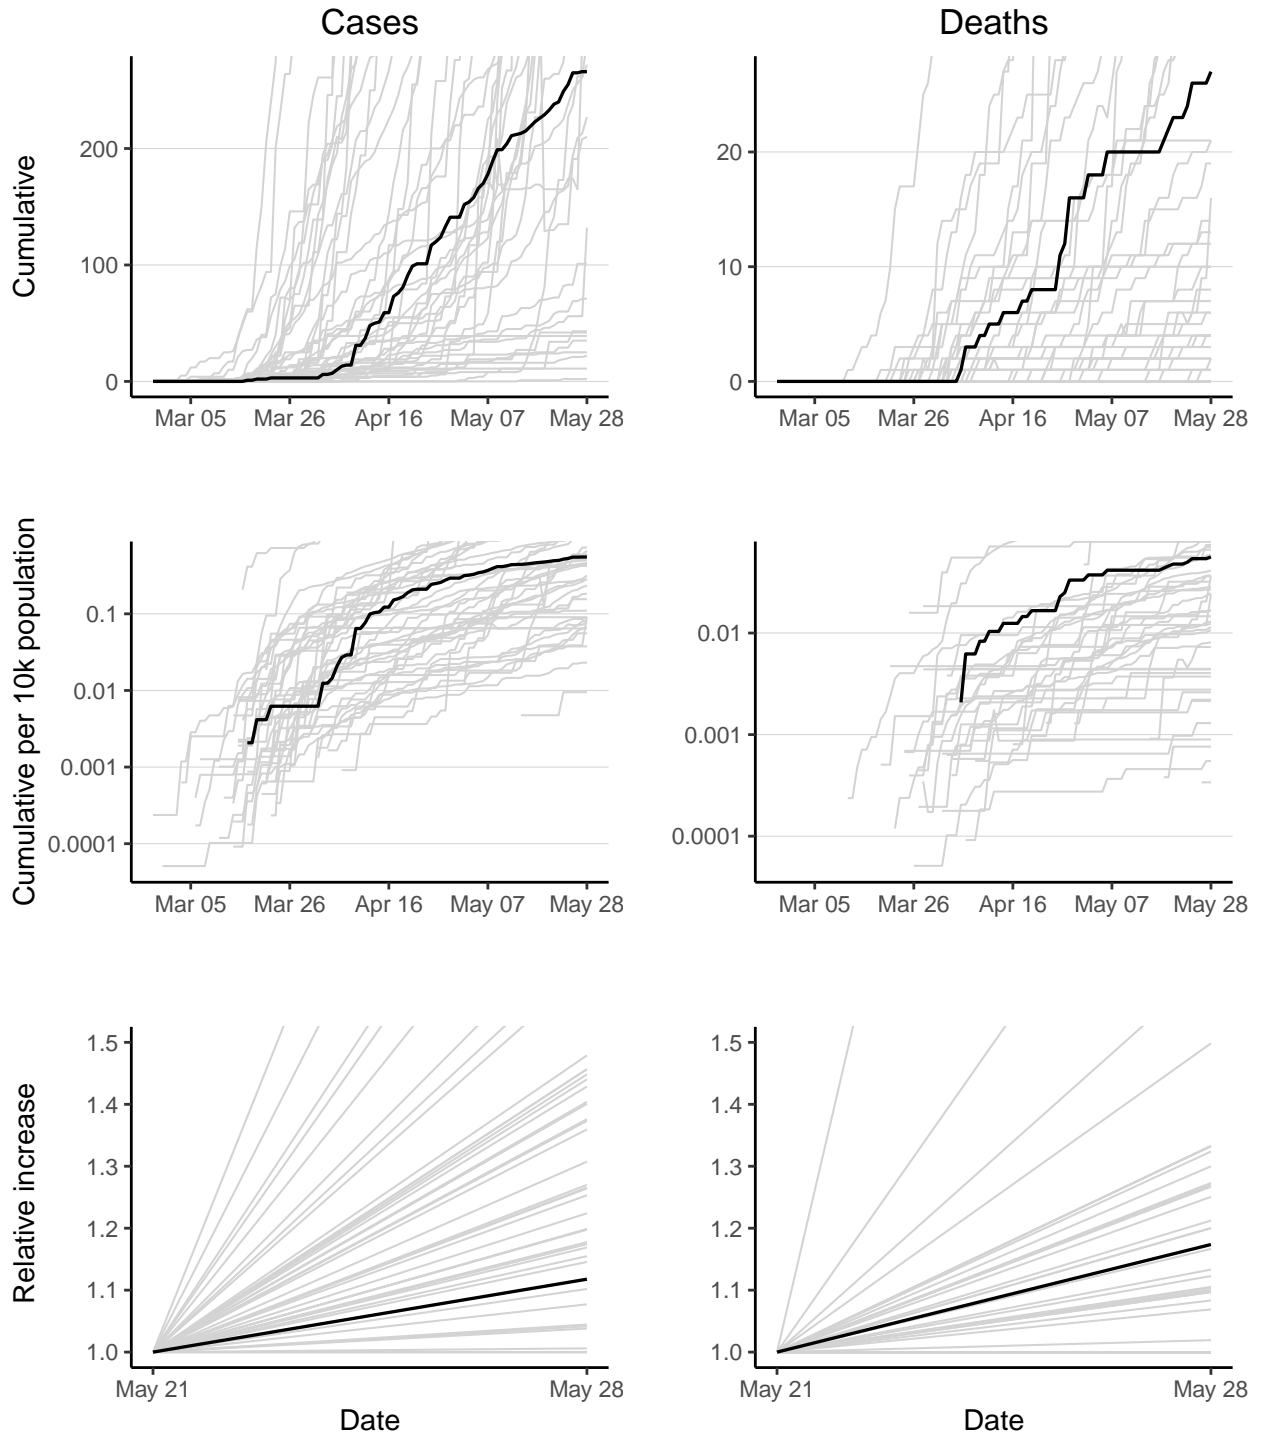 Cases
Deaths
Cumulative
200
100
0
Mar 05 Mar 26 Apr 16 May 07 May 28
20
10
0
Mar 05 Mar 26 Apr 16 May 07 May 28
Cumulative per 10k population
0.1
0.01
0.001
0.0001
Mar 05 Mar 26 Apr 16 May 07 May 28
0.01
0.001
0.0001
Mar 05 Mar 26 Apr 16 May 07 May 28
Relative increase
1.5
1.4
1.3
1.2
1.1
1.0
May 21 May 28
Date
1.5
1.4
1.3
1.2
1.1
1.0
May 21 May 28
Date